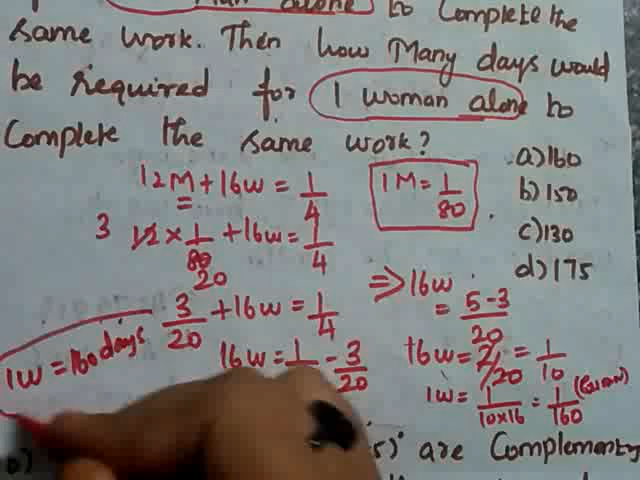 Man alone to Complete the
same work. Then how Many days would
be required for 1 woman alone to
Complete the same work?
a) 160
b) 150
c) 130
d) 175
12M + 16W = 1/4
1M = 1/80
3 12 × 1/80 + 16W = 1/4
20
3/20 + 16W = 1/4
1W = 160 days
16W = 1 - 3/20
=> 16W
= 5-3/20
16W = 2/20 = 1/10
1W = 1/10×16 = 1/160
are Complementary